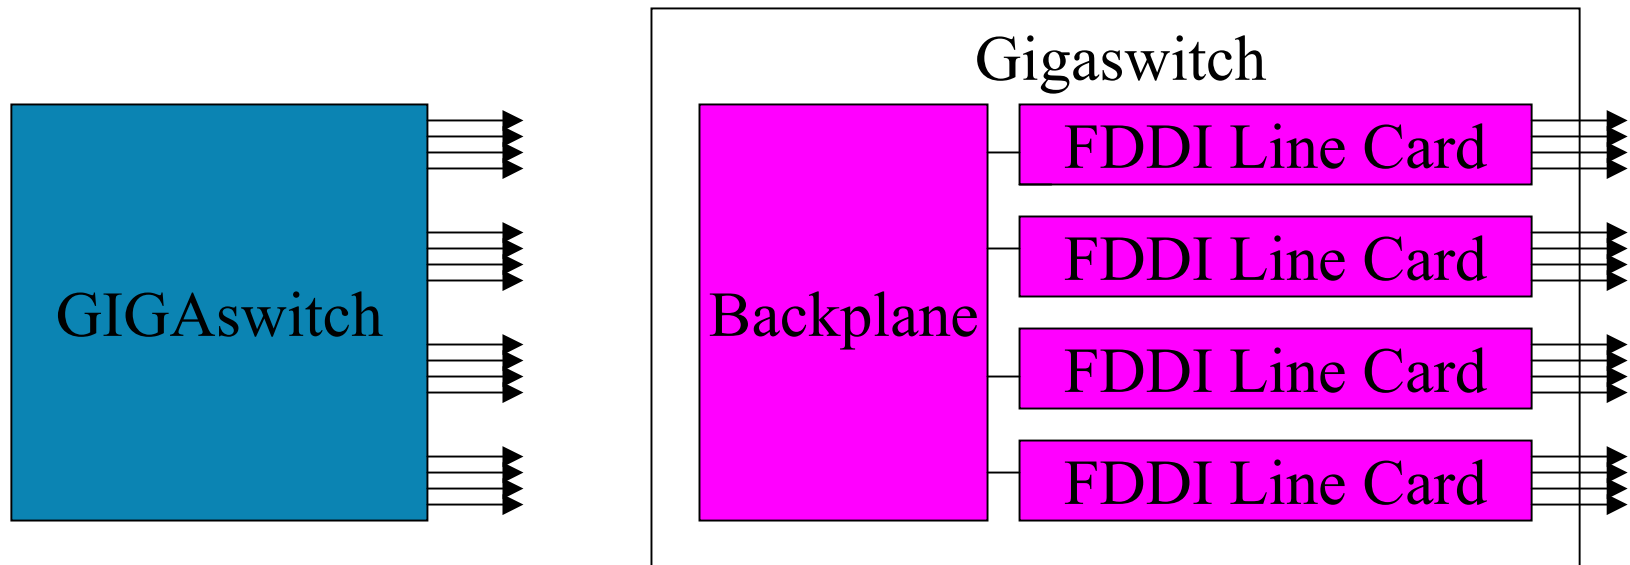 GIGAswitch
Gigaswitch
Backplane
FDDI Line Card
FDDI Line Card
FDDI Line Card
FDDI Line Card